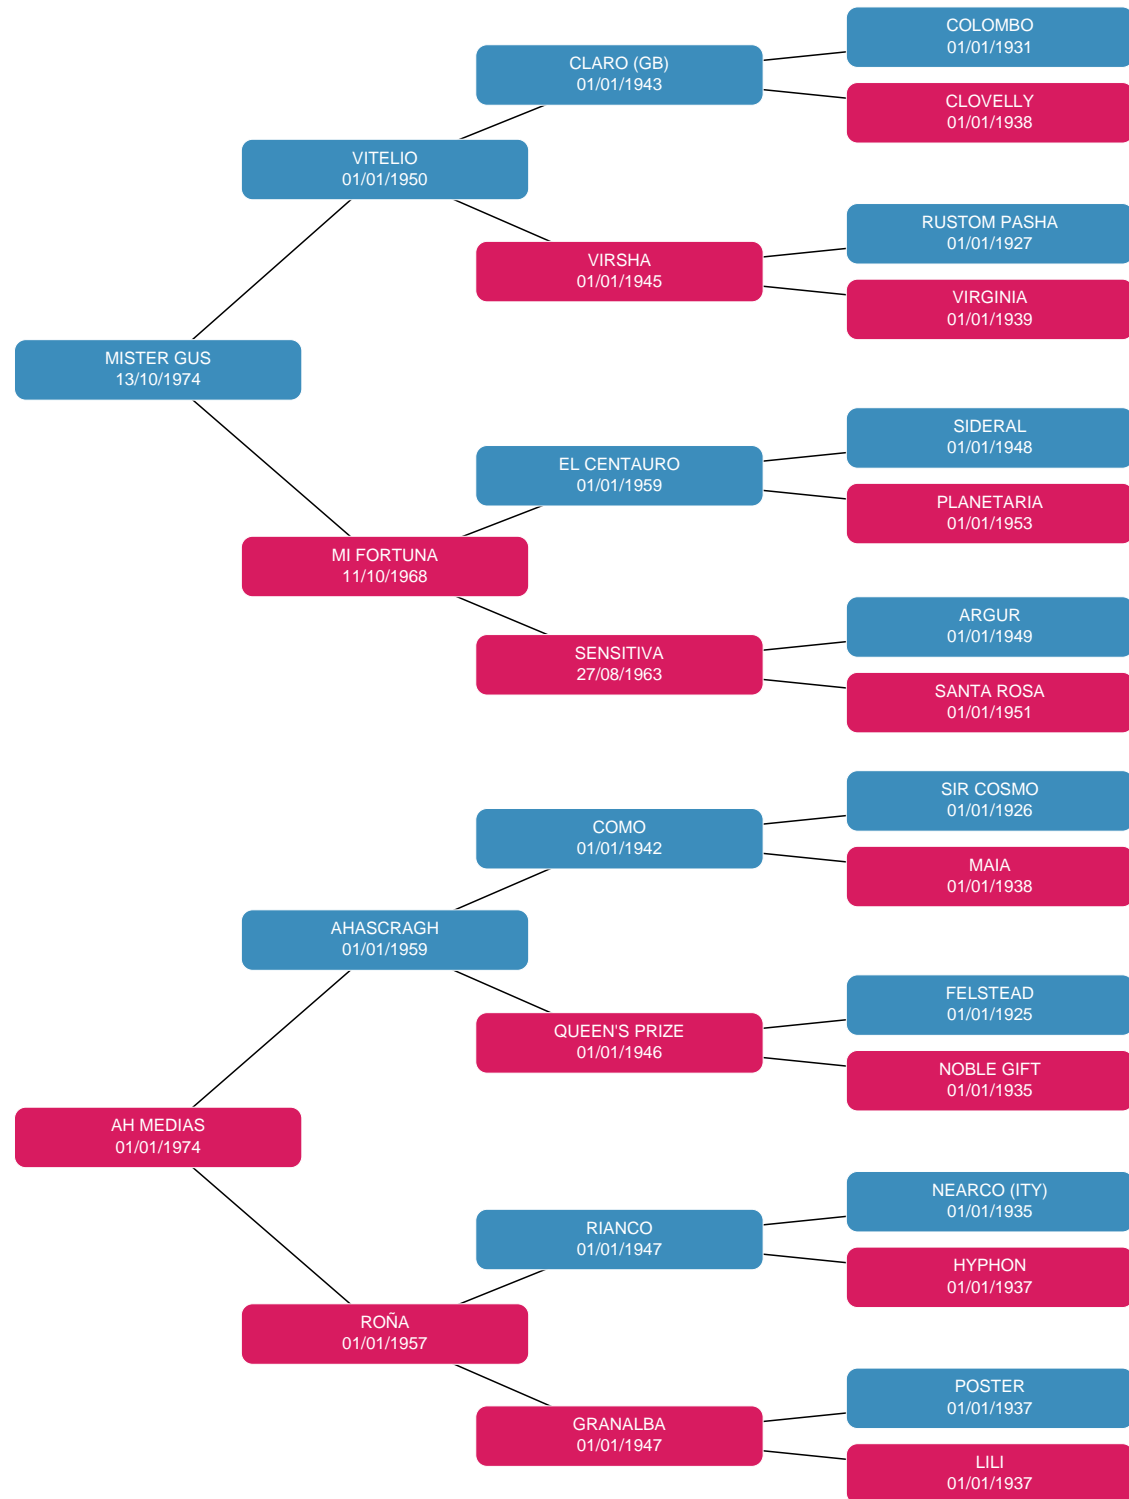 COLOMBO
01/01/1931
CLARO (GB)
01/01/1943
CLOVELLY
01/01/1938
VITELIO
01/01/1950
RUSTOM PASHA
01/01/1927
VIRSHA
01/01/1945
VIRGINIA
01/01/1939
MISTER GUS
13/10/1974
SIDERAL
01/01/1948
EL CENTAURO
01/01/1959
PLANETARIA
01/01/1953
MI FORTUNA
11/10/1968
ARGUR
01/01/1949
SENSITIVA
27/08/1963
SANTA ROSA
01/01/1951
SIR COSMO
01/01/1926
COMO
01/01/1942
MAIA
01/01/1938
AHASCRAGH
01/01/1959
FELSTEAD
01/01/1925
QUEEN'S PRIZE
01/01/1946
NOBLE GIFT
01/01/1935
AH MEDIAS
01/01/1974
NEARCO (ITY)
01/01/1935
RIANCO
01/01/1947
HYPHON
01/01/1937
ROÑA
01/01/1957
POSTER
01/01/1937
GRANALBA
01/01/1947
LILI
01/01/1937